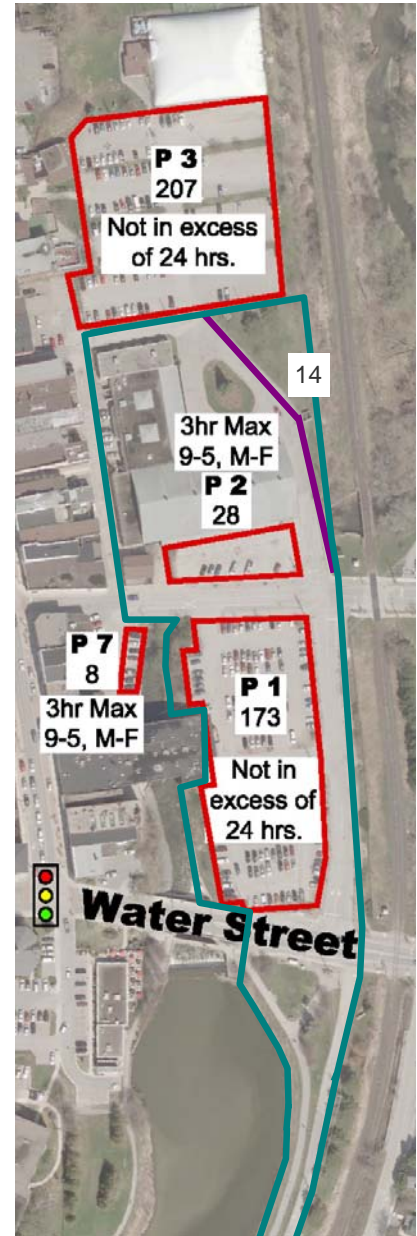 P 3
207
Not in excess
of 24 hrs.
14
3hr Max
9-5, M-F
P 2
28
P 7
8
3hr Max
9-5, M-F
P 1
173
Not in
excess of
24 hrs.
Water Street